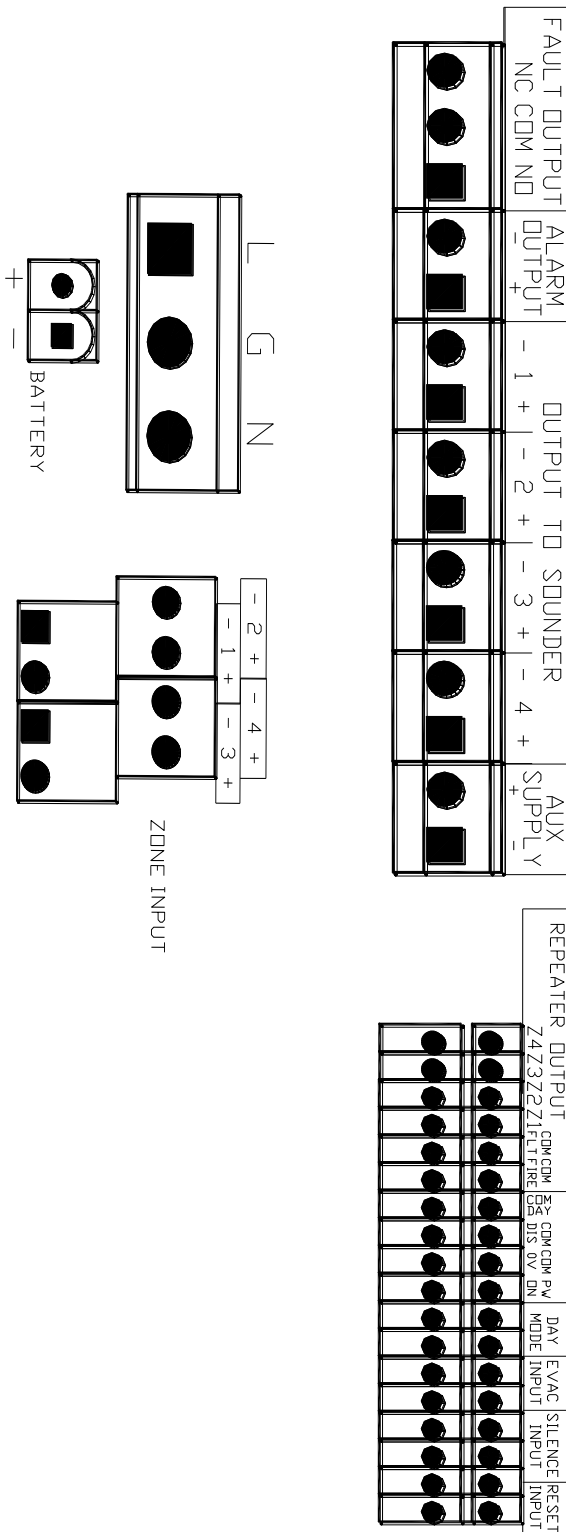 FAULT OUTPUT
NC COM NO
ALARM
OUTPUT
- +
OUTPUT TO SOUNDER
- 1 + - 2 + - 3 + - 4 +
AUX
SUPPLY
+ -
REPEATER OUTPUT
COM COM
Z4 Z3 Z2 Z1 FLT FIRE
COM
DAY
COM COM PW
DIS 0V ON
DAY
MODE
EVAC
INPUT
SILENCE
INPUT
RESET
INPUT
L G N
+ -
BATTERY
- 2 + - 4 +
- 1 + - 3 +
ZONE INPUT